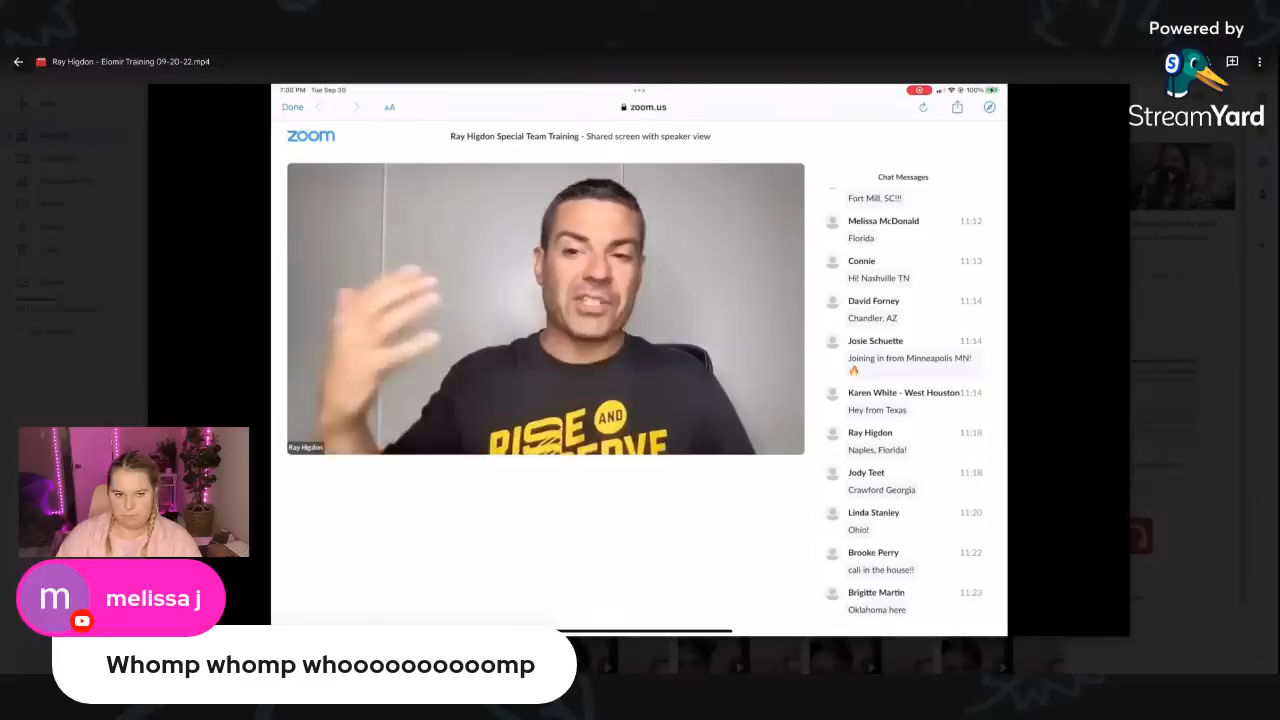 Powered by
StreamYard
Ray Higdon - Elomir Training 09-20-22.mp4
7:00 PM Tue Sep 20
100%
Done
AA
zoom.us
zoom
Ray Higdon Special Team Training - Shared screen with speaker view
RISE AND
SERVE
Ray Higdon
Chat Messages
Fort Mill, SC!!!
Melissa McDonald 11:12
Florida
Connie 11:13
Hi! Nashville TN
David Forney 11:14
Chandler, AZ
Josie Schuette 11:14
Joining in from Minneapolis MN!
🔥
Karen White - West Houston 11:14
Hey from Texas
Ray Higdon 11:18
Naples, Florida!
Jody Teet 11:18
Crawford Georgia
Linda Stanley 11:20
Ohio!
Brooke Perry 11:22
cali in the house!!
Brigitte Martin 11:23
Oklahoma here
m
melissa j
Whomp whomp whoooooooooomp